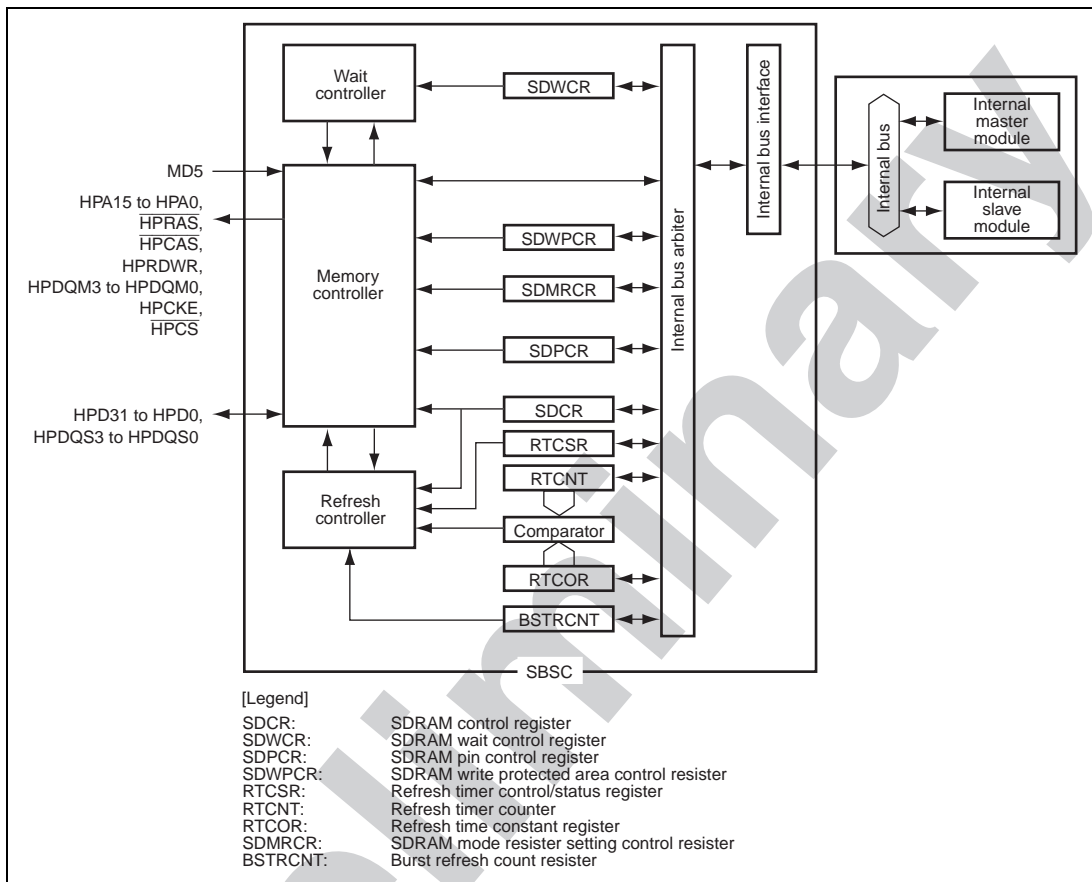 Wait
controller
SDWCR
Internal bus arbiter
Internal bus interface
Internal bus
Internal
master
module
Internal
slave
module
MD5
HPA15 to HPA0,
HPRAS,
HPCAS,
HPRDWR,
HPDQM3 to HPDQM0,
HPCKE,
HPCS
Memory
controller
SDWPCR
SDMRCR
SDPCR
HPD31 to HPD0,
HPDQS3 to HPDQS0
SDCR
RTCSR
RTCNT
Refresh
controller
Comparator
RTCOR
BSTRCNT
SBSC
[Legend]
SDCR: SDRAM control register
SDWCR: SDRAM wait control register
SDPCR: SDRAM pin control register
SDWPCR: SDRAM write protected area control resister
RTCSR: Refresh timer control/status register
RTCNT: Refresh timer counter
RTCOR: Refresh time constant register
SDMRCR: SDRAM mode resister setting control resister
BSTRCNT: Burst refresh count resister